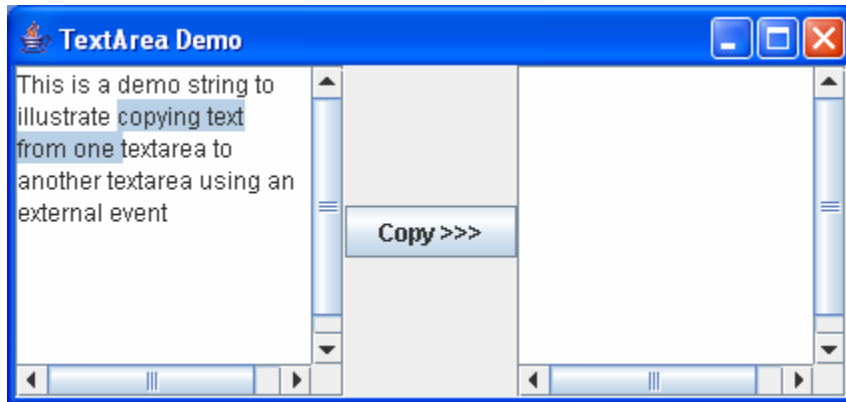 TextArea Demo
This is a demo string to
illustrate copying text
from one textarea to
another textarea using an
external event
Copy >>>